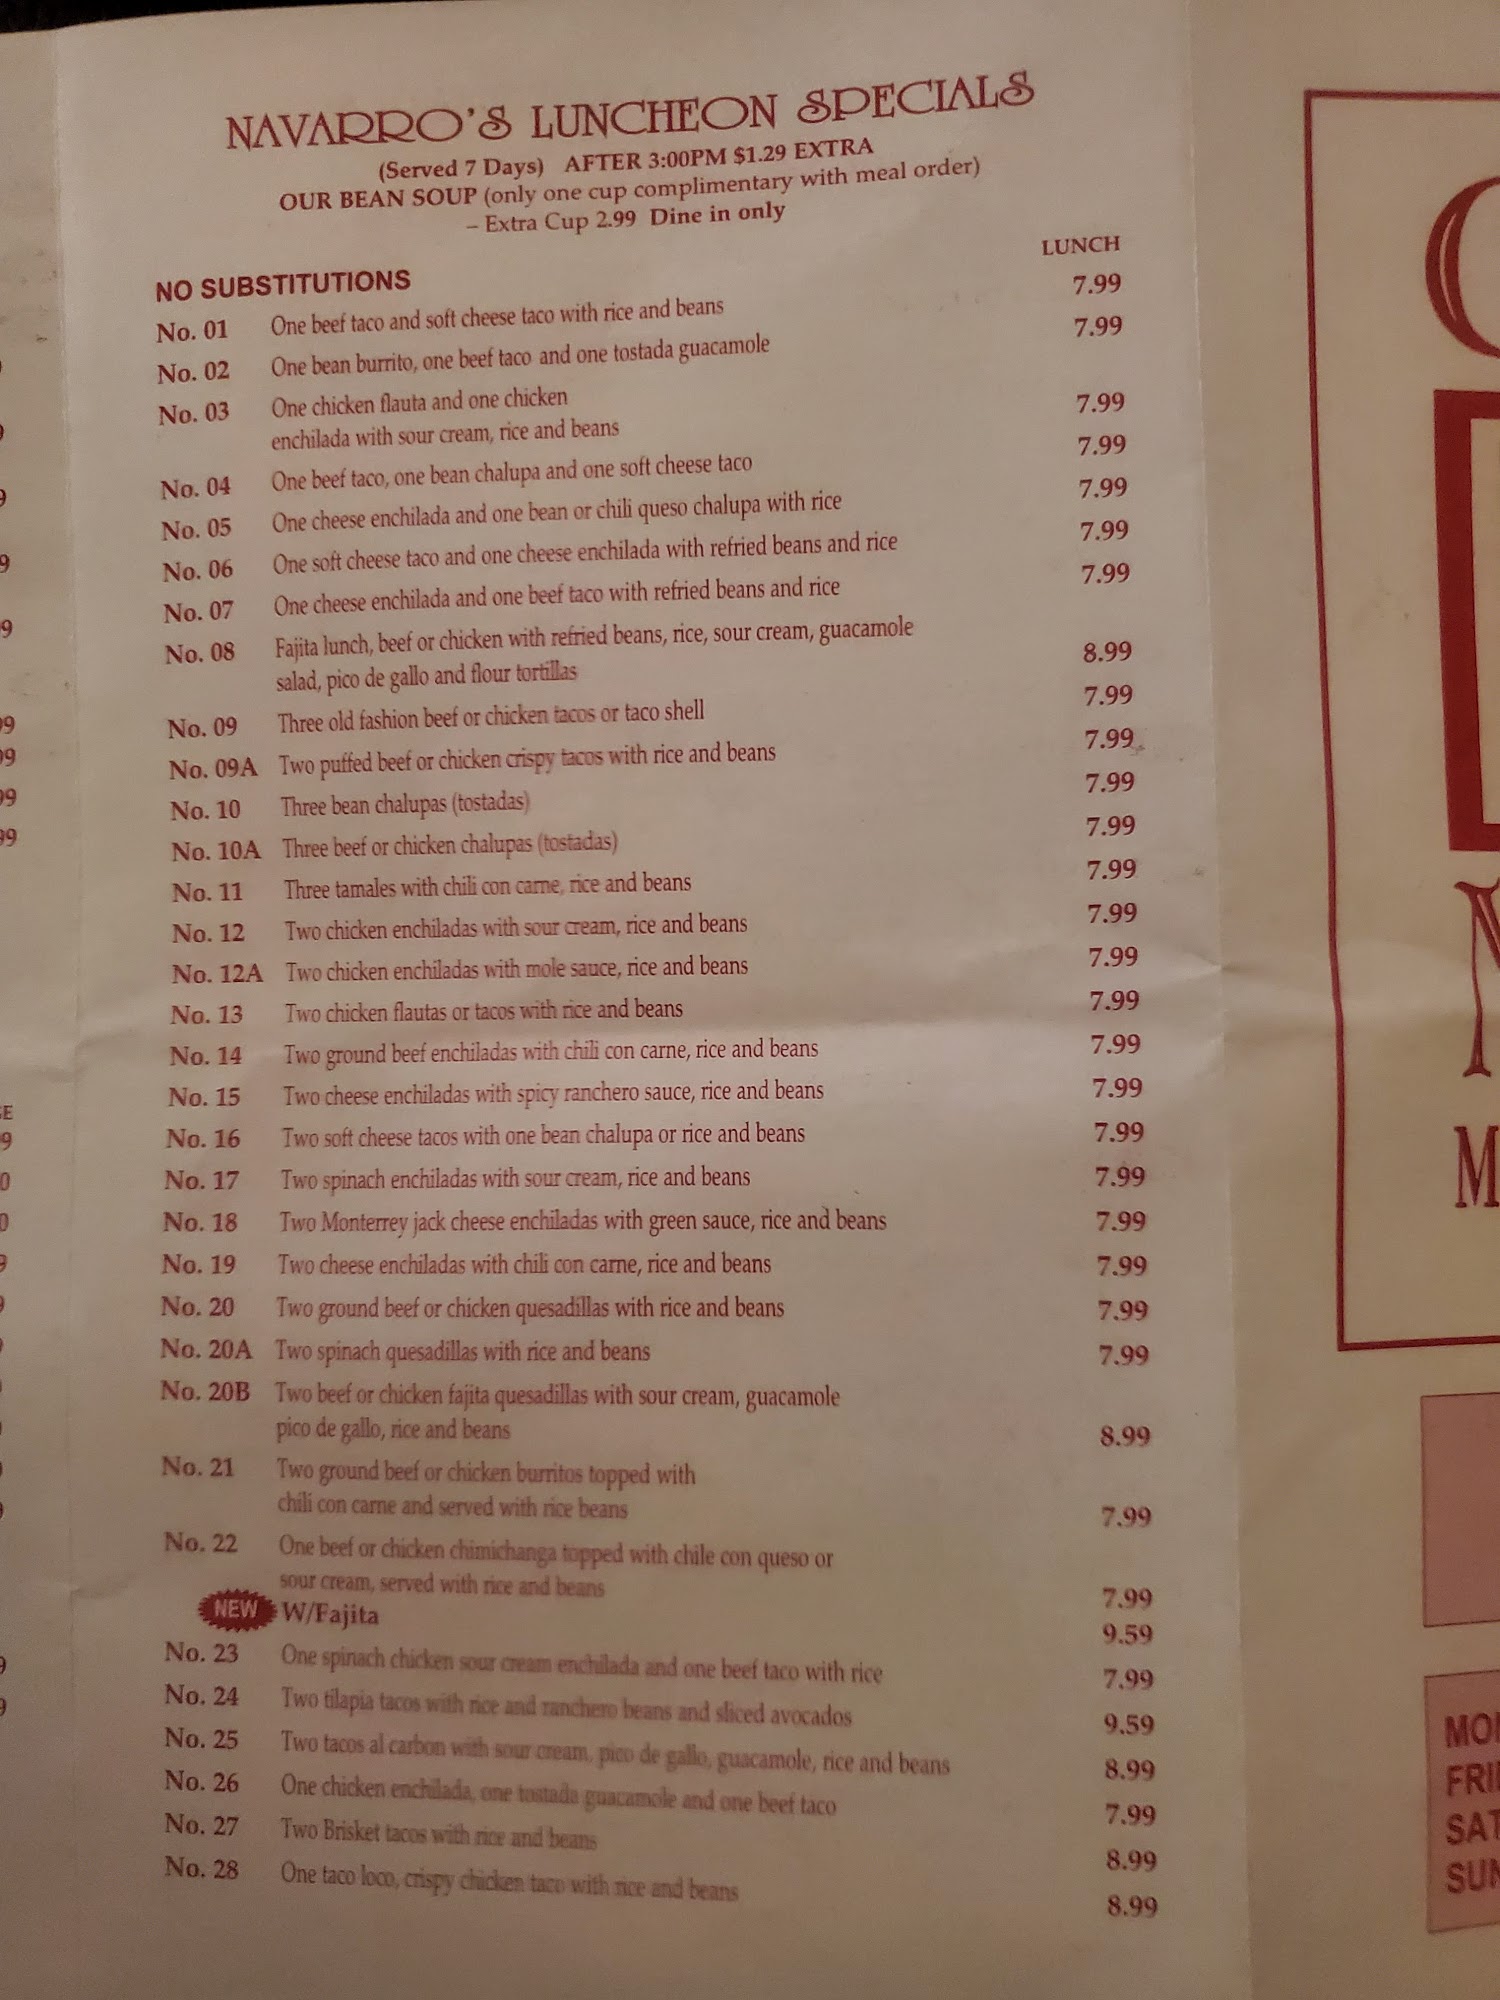 NAVARRO'S LUNCHEON SPECIALS
(Served 7 Days) AFTER 3:00PM $1.29 EXTRA
OUR BEAN SOUP (only one cup complimentary with meal order)
– Extra Cup 2.99 Dine in only
LUNCH
NO SUBSTITUTIONS
No. 01 One beef taco and soft cheese taco with rice and beans 7.99
No. 02 One bean burrito, one beef taco and one tostada guacamole 7.99
No. 03 One chicken flauta and one chicken
enchilada with sour cream, rice and beans 7.99
No. 04 One beef taco, one bean chalupa and one soft cheese taco 7.99
No. 05 One cheese enchilada and one bean or chili queso chalupa with rice 7.99
No. 06 One soft cheese taco and one cheese enchilada with refried beans and rice 7.99
No. 07 One cheese enchilada and one beef taco with refried beans and rice 7.99
No. 08 Fajita lunch, beef or chicken with refried beans, rice, sour cream, guacamole
salad, pico de gallo and flour tortillas 8.99
No. 09 Three old fashion beef or chicken tacos or taco shell 7.99
No. 09A Two puffed beef or chicken crispy tacos with rice and beans 7.99
No. 10 Three bean chalupas (tostadas) 7.99
No. 10A Three beef or chicken chalupas (tostadas) 7.99
No. 11 Three tamales with chili con carne, rice and beans 7.99
No. 12 Two chicken enchiladas with sour cream, rice and beans 7.99
No. 12A Two chicken enchiladas with mole sauce, rice and beans 7.99
No. 13 Two chicken flautas or tacos with rice and beans 7.99
No. 14 Two ground beef enchiladas with chili con carne, rice and beans 7.99
No. 15 Two cheese enchiladas with spicy ranchero sauce, rice and beans 7.99
No. 16 Two soft cheese tacos with one bean chalupa or rice and beans 7.99
No. 17 Two spinach enchiladas with sour cream, rice and beans 7.99
No. 18 Two Monterrey jack cheese enchiladas with green sauce, rice and beans 7.99
No. 19 Two cheese enchiladas with chili con carne, rice and beans 7.99
No. 20 Two ground beef or chicken quesadillas with rice and beans 7.99
No. 20A Two spinach quesadillas with rice and beans 7.99
No. 20B Two beef or chicken fajita quesadillas with sour cream, guacamole
pico de gallo, rice and beans 8.99
No. 21 Two ground beef or chicken burritos topped with
chili con carne and served with rice beans 7.99
No. 22 One beef or chicken chimichanga topped with chile con queso or
sour cream, served with rice and beans 7.99
NEW W/Fajita 9.59
No. 23 One spinach chicken sour cream enchilada and one beef taco with rice 7.99
No. 24 Two tilapia tacos with rice and ranchero beans and sliced avocados 9.59
No. 25 Two tacos al carbon with sour cream, pico de gallo, guacamole, rice and beans 8.99
No. 26 One chicken enchilada, one tostada guacamole and one beef taco 7.99
No. 27 Two Brisket tacos with rice and beans 8.99
No. 28 One taco loco, crispy chicken taco with rice and beans 8.99